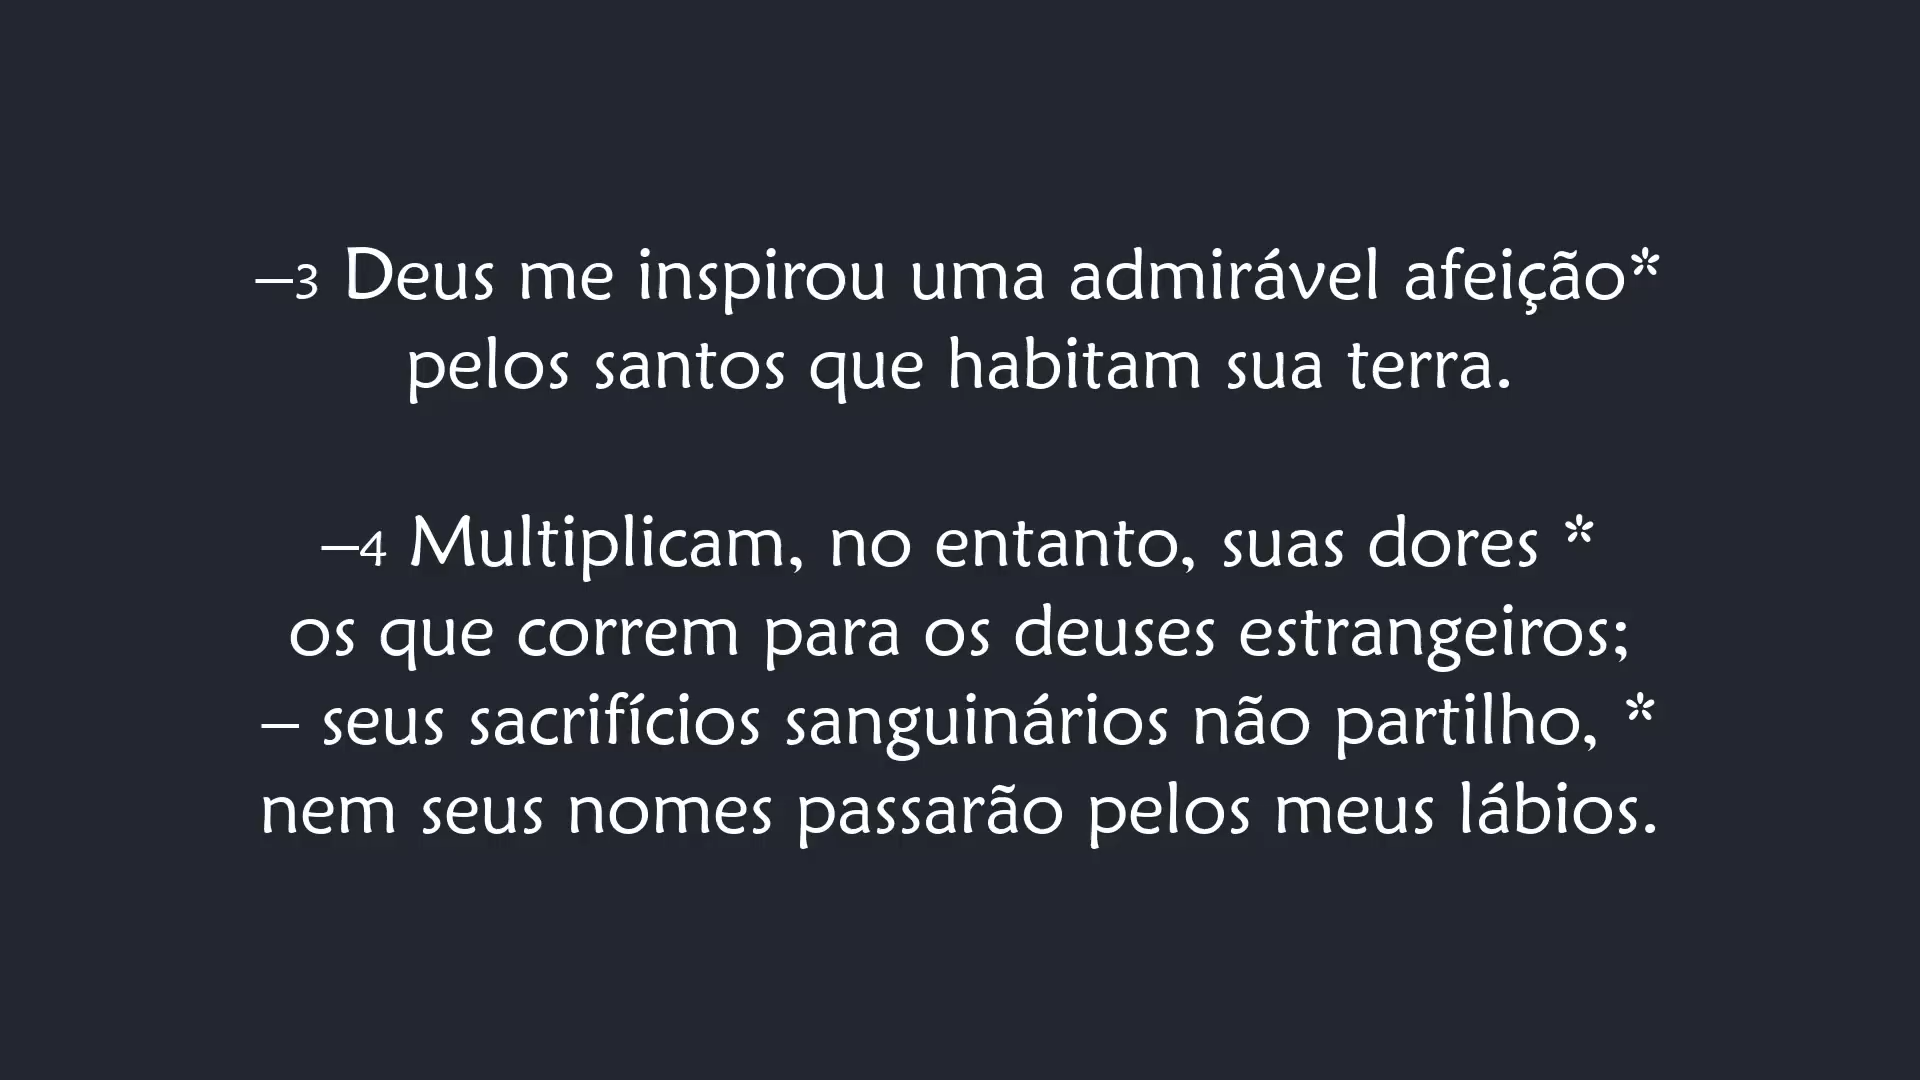 –3 Deus me inspirou uma admirável afeição*
pelos santos que habitam sua terra.
–4 Multiplicam, no entanto, suas dores *
os que correm para os deuses estrangeiros;
– seus sacrifícios sanguinários não partilho, *
nem seus nomes passarão pelos meus lábios.